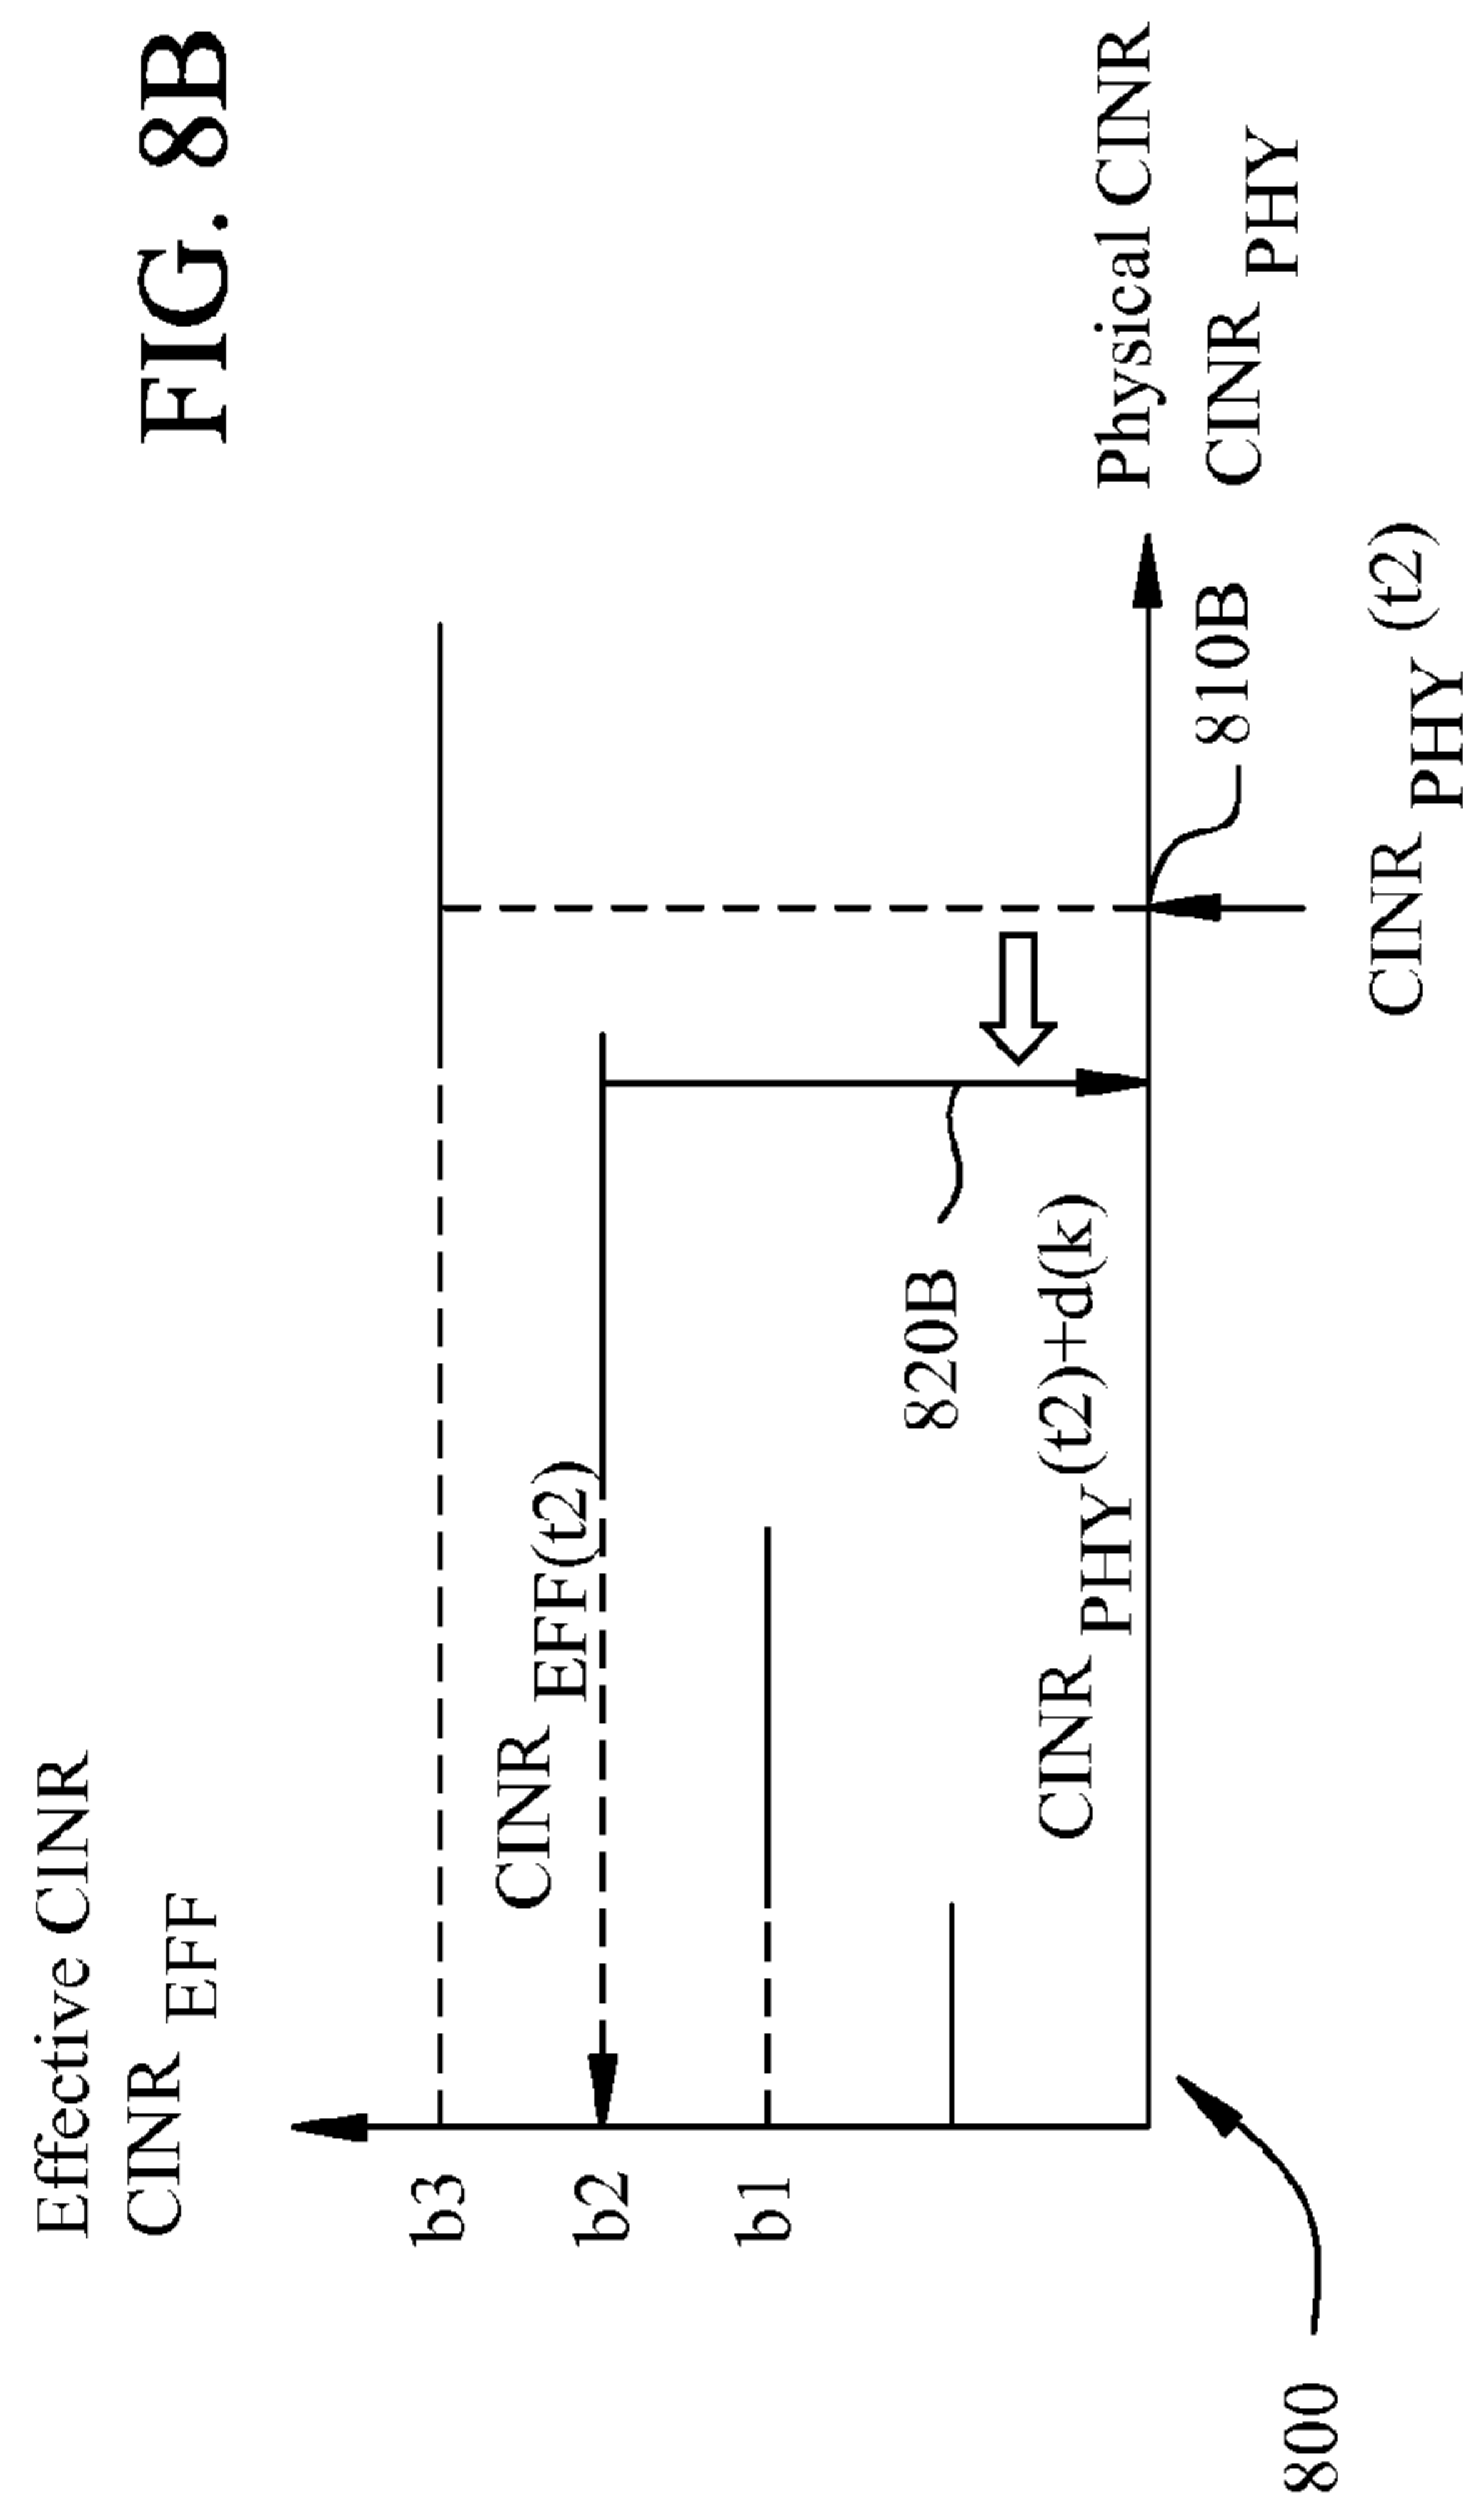 FIG. 8B
Effective CINR
CINR EFF
b3
b2
b1
CINR EFF(t2)
820B
CINR PHY (t2)+d(k)
Physical CINR
CINR PHY
810B
CINR PHY (t2)
800